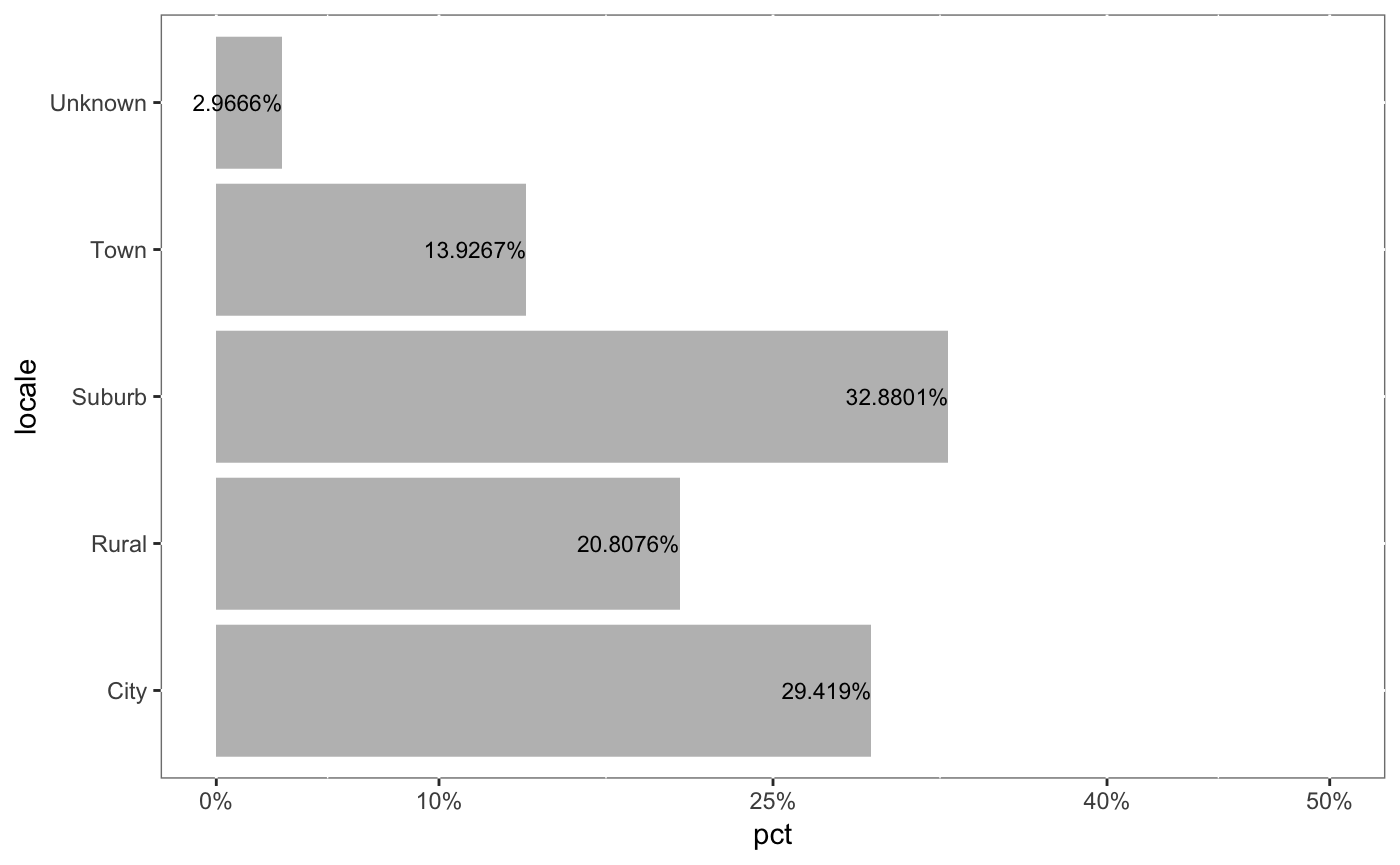 Unknown
2.9666%
Town
13.9267%
locale
Suburb
32.8801%
Rural
20.8076%
City
29.419%
0% 10% 25% 40% 50%
pct